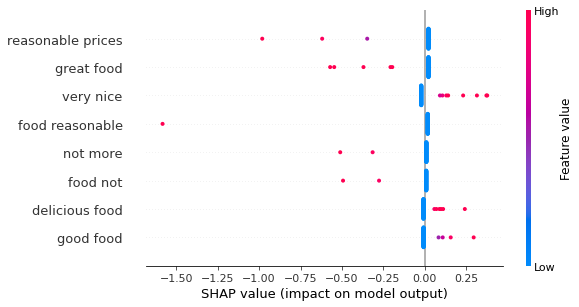 High
reasonable prices
great food
very nice
food reasonable
not more
food not
delicious food
good food
Feature value
Low
−1.50 −1.25 −1.00 −0.75 −0.50 −0.25 0.00 0.25
SHAP value (impact on model output)